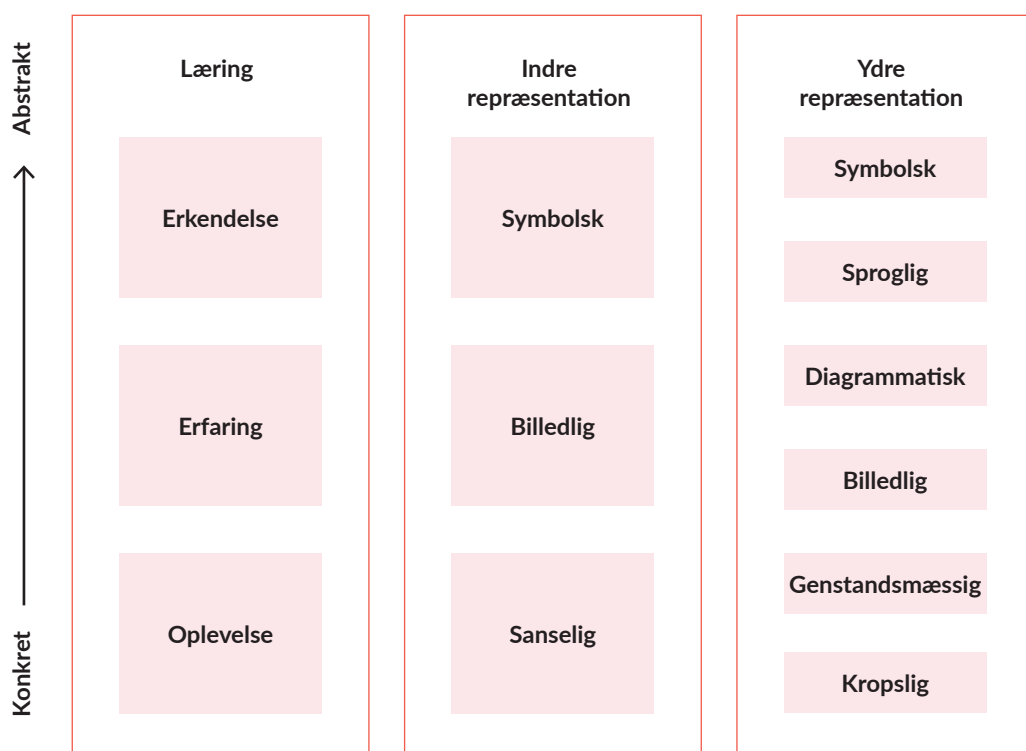 Abstrakt
Konkret
Læring
Erkendelse
Erfaring
Oplevelse
Indre
repræsentation
Symbolsk
Billedlig
Sanselig
Ydre
repræsentation
Symbolsk
Sproglig
Diagrammatisk
Billedlig
Genstandsmæssig
Kropslig